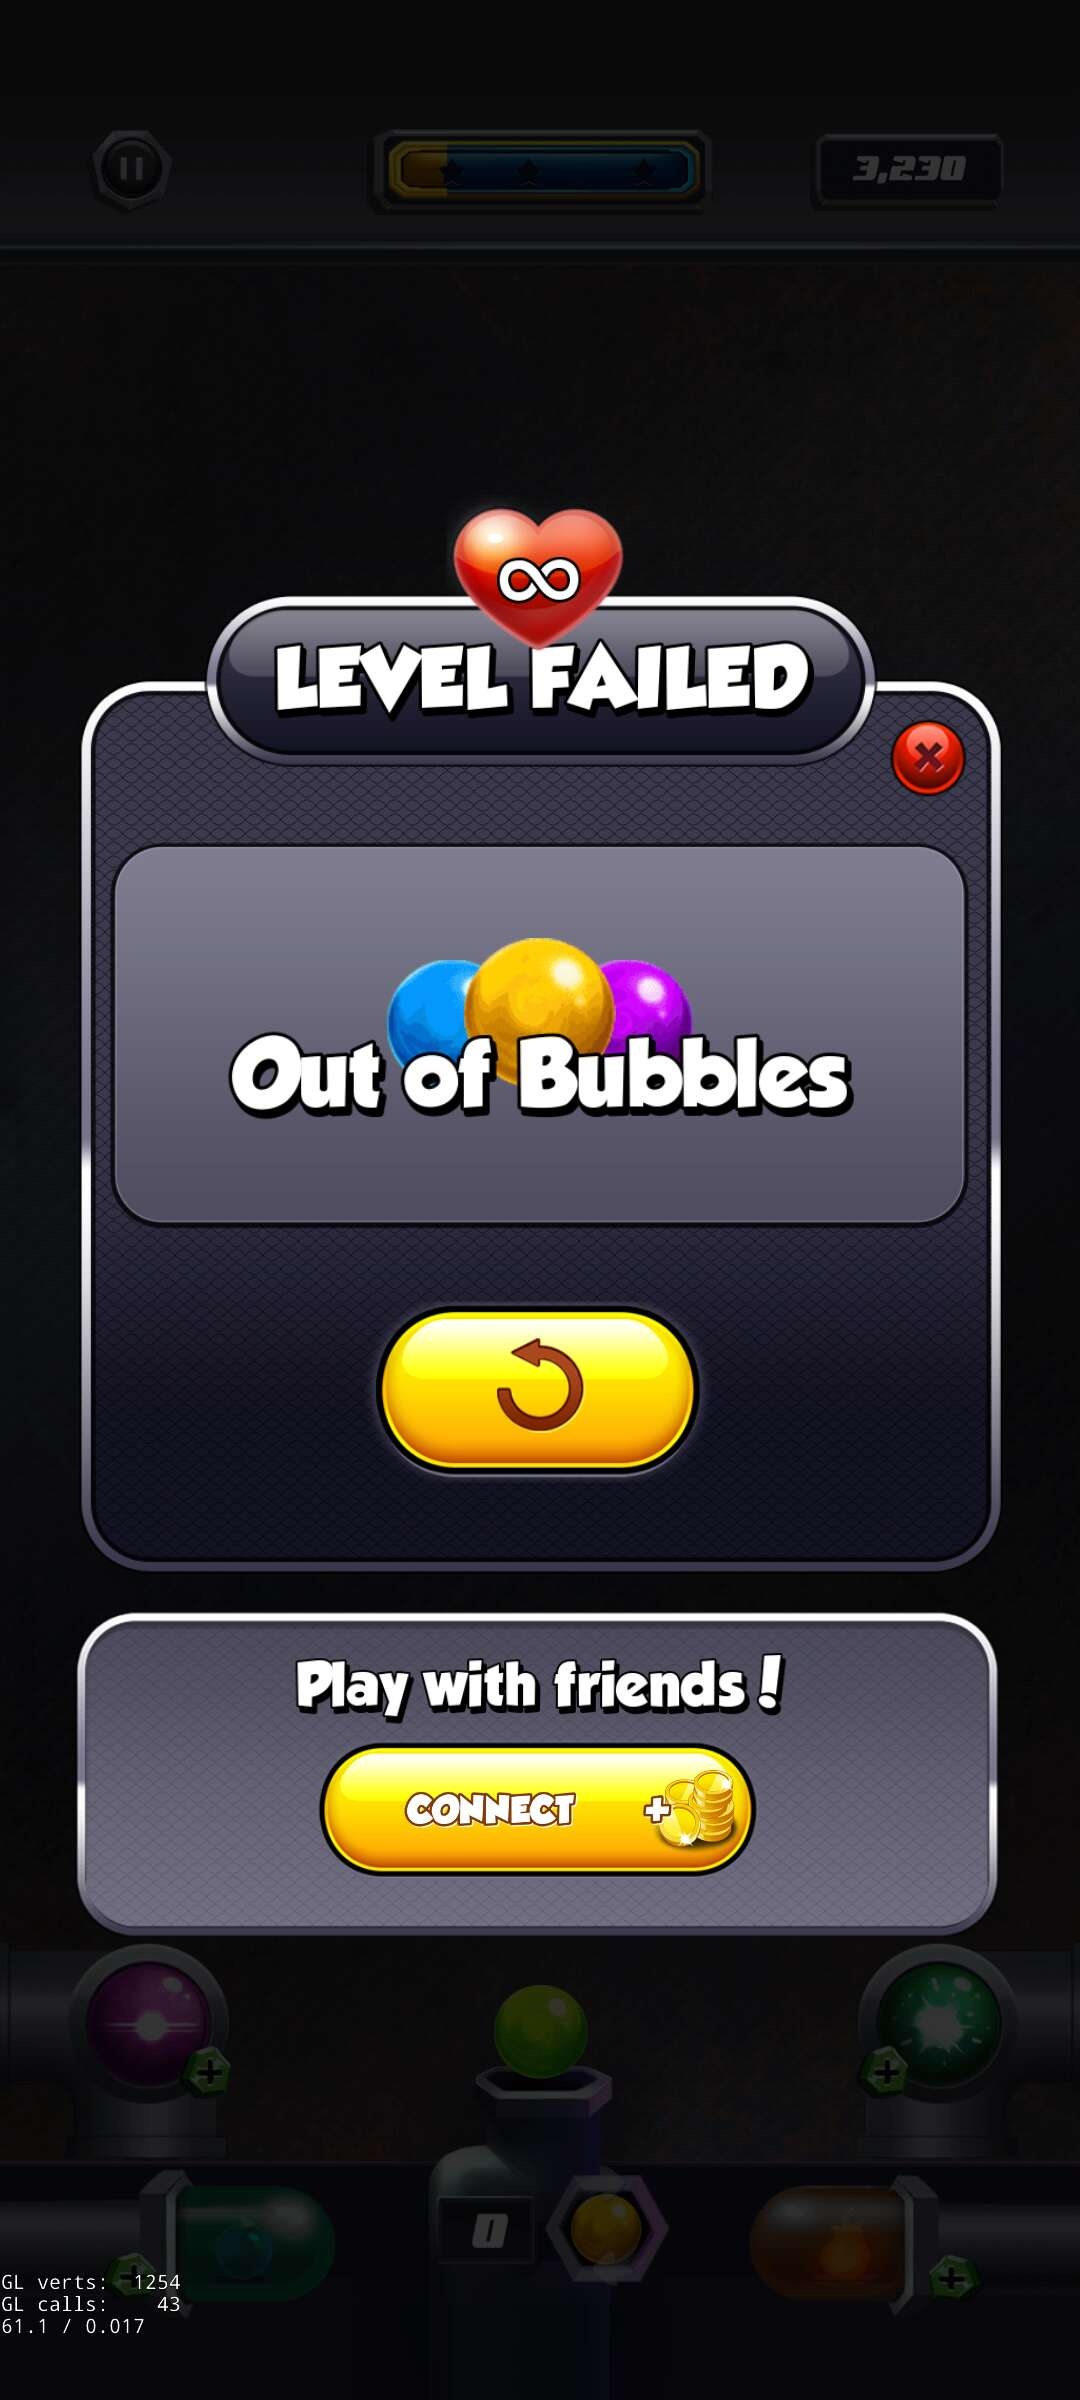 3,230
∞
LEVEL FAILED
Out of Bubbles
Play with friends!
CONNECT +
0
GL verts: 1254
GL calls: 43
61.1 / 0.017